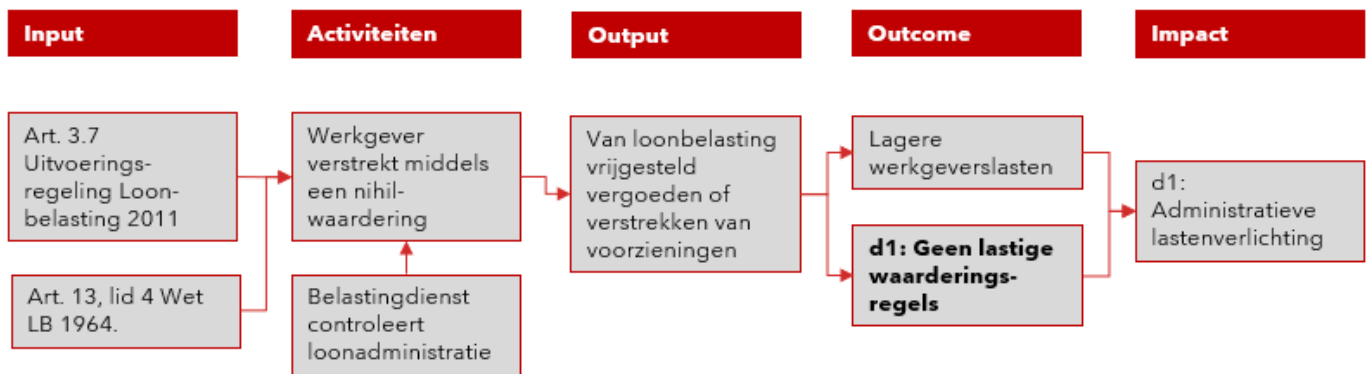 Input
Activiteiten
Output
Outcome
Impact
Art. 3.7
Uitvoerings-
regeling Loon-
belasting 2011
Art. 13, lid 4 Wet
LB 1964.
Werkgever
verstrekt middels
een nihil-
waardering
Belastingdienst
controleert
loonadministratie
Van loonbelasting
vrijgesteld
vergoeden of
verstrekken van
voorzieningen
Lagere
werkgeverslasten
d1: Geen lastige
waarderings-
regels
d1:
Administratieve
lastenverlichting